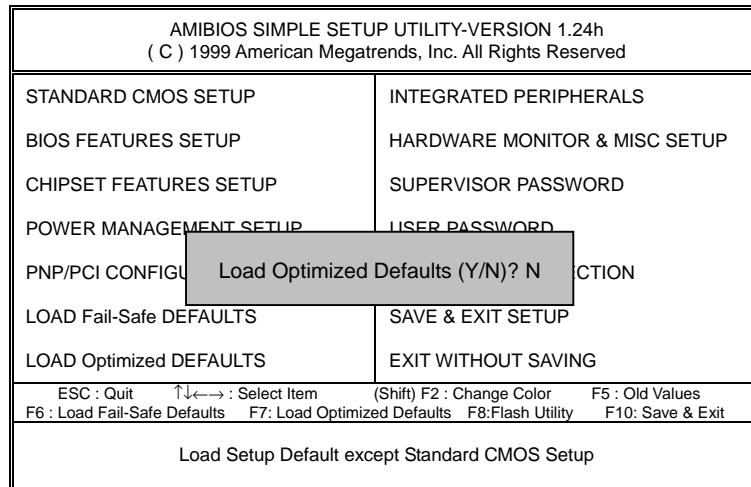 AMIBIOS SIMPLE SETUP UTILITY-VERSION 1.24h
( C ) 1999 American Megatrends, Inc. All Rights Reserved
STANDARD CMOS SETUP
BIOS FEATURES SETUP
CHIPSET FEATURES SETUP
POWER MANAGEMENT SETUP
PNP/PCI CONFIGU
LOAD Fail-Safe DEFAULTS
LOAD Optimized DEFAULTS
INTEGRATED PERIPHERALS
HARDWARE MONITOR & MISC SETUP
SUPERVISOR PASSWORD
USER PASSWORD
CTION
SAVE & EXIT SETUP
EXIT WITHOUT SAVING
Load Optimized Defaults (Y/N)? N
ESC : Quit ↑↓←→ : Select Item (Shift) F2 : Change Color F5 : Old Values
F6 : Load Fail-Safe Defaults F7: Load Optimized Defaults F8:Flash Utility F10: Save & Exit
Load Setup Default except Standard CMOS Setup